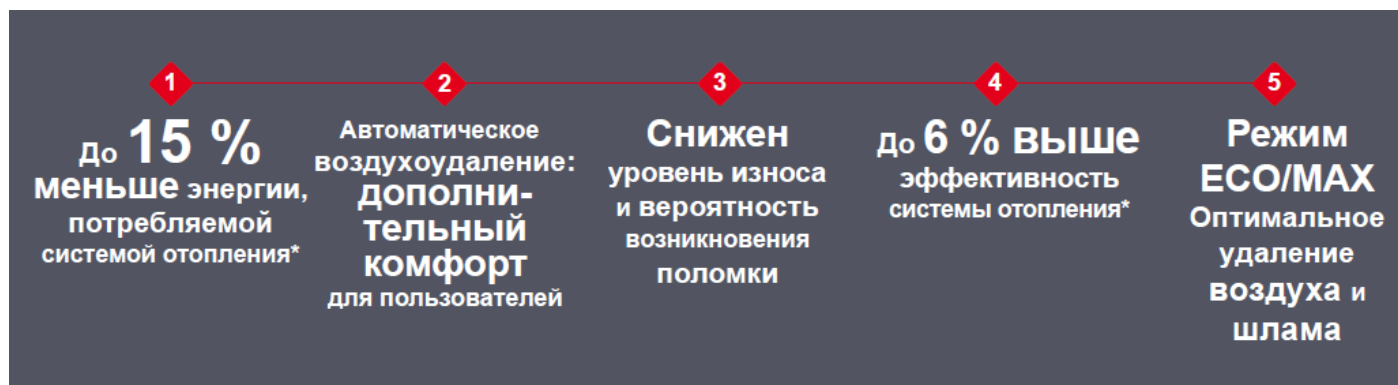 1
До 15 %
меньше энергии,
потребляемой
системой отопления*
2
Автоматическое
воздухоудаление:
дополни-
тельный
комфорт
для пользователей
3
Снижен
уровень износа
и вероятность
возникновения
поломки
4
До 6 % выше
эффективность
системы отопления*
5
Режим
ECO/MAX
Оптимальное
удаление
воздуха и
шлама